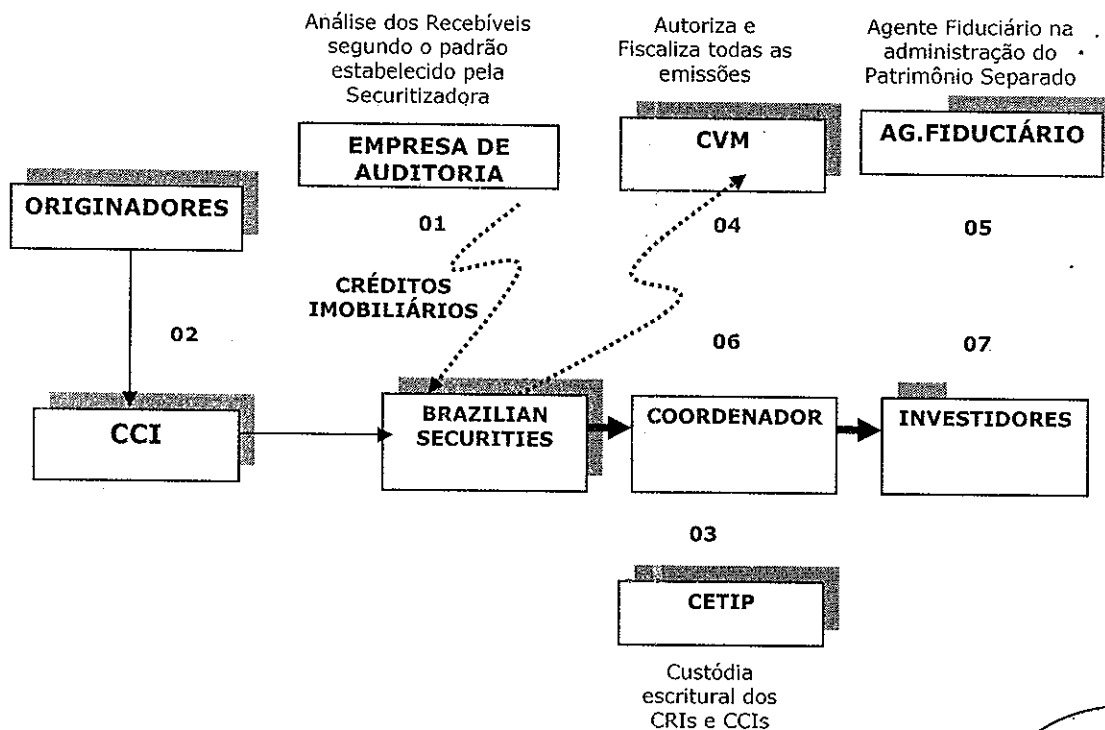 Análise dos Recebíveis
segundo o padrão
estabelecido pela
Securitizadora
Autoriza e
Fiscaliza todas as
emissões
Agente Fiduciário na
administração do
Patrimônio Separado
EMPRESA DE
AUDITORIA
CVM
AG.FIDUCIÁRIO
ORIGINADORES
01
04
05
CRÉDITOS
IMOBILIÁRIOS
02
06
07
CCI
BRAZILIAN
SECURITIES
COORDENADOR
INVESTIDORES
03
CETIP
Custódia
escritural dos
CRIs e CCIs